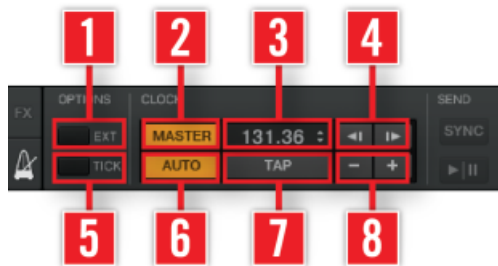 1 2 3 4
OPTIONS CLOCK SEND
FX EXT MASTER 131.36 SYNC
TICK AUTO TAP − +
5 6 7 8